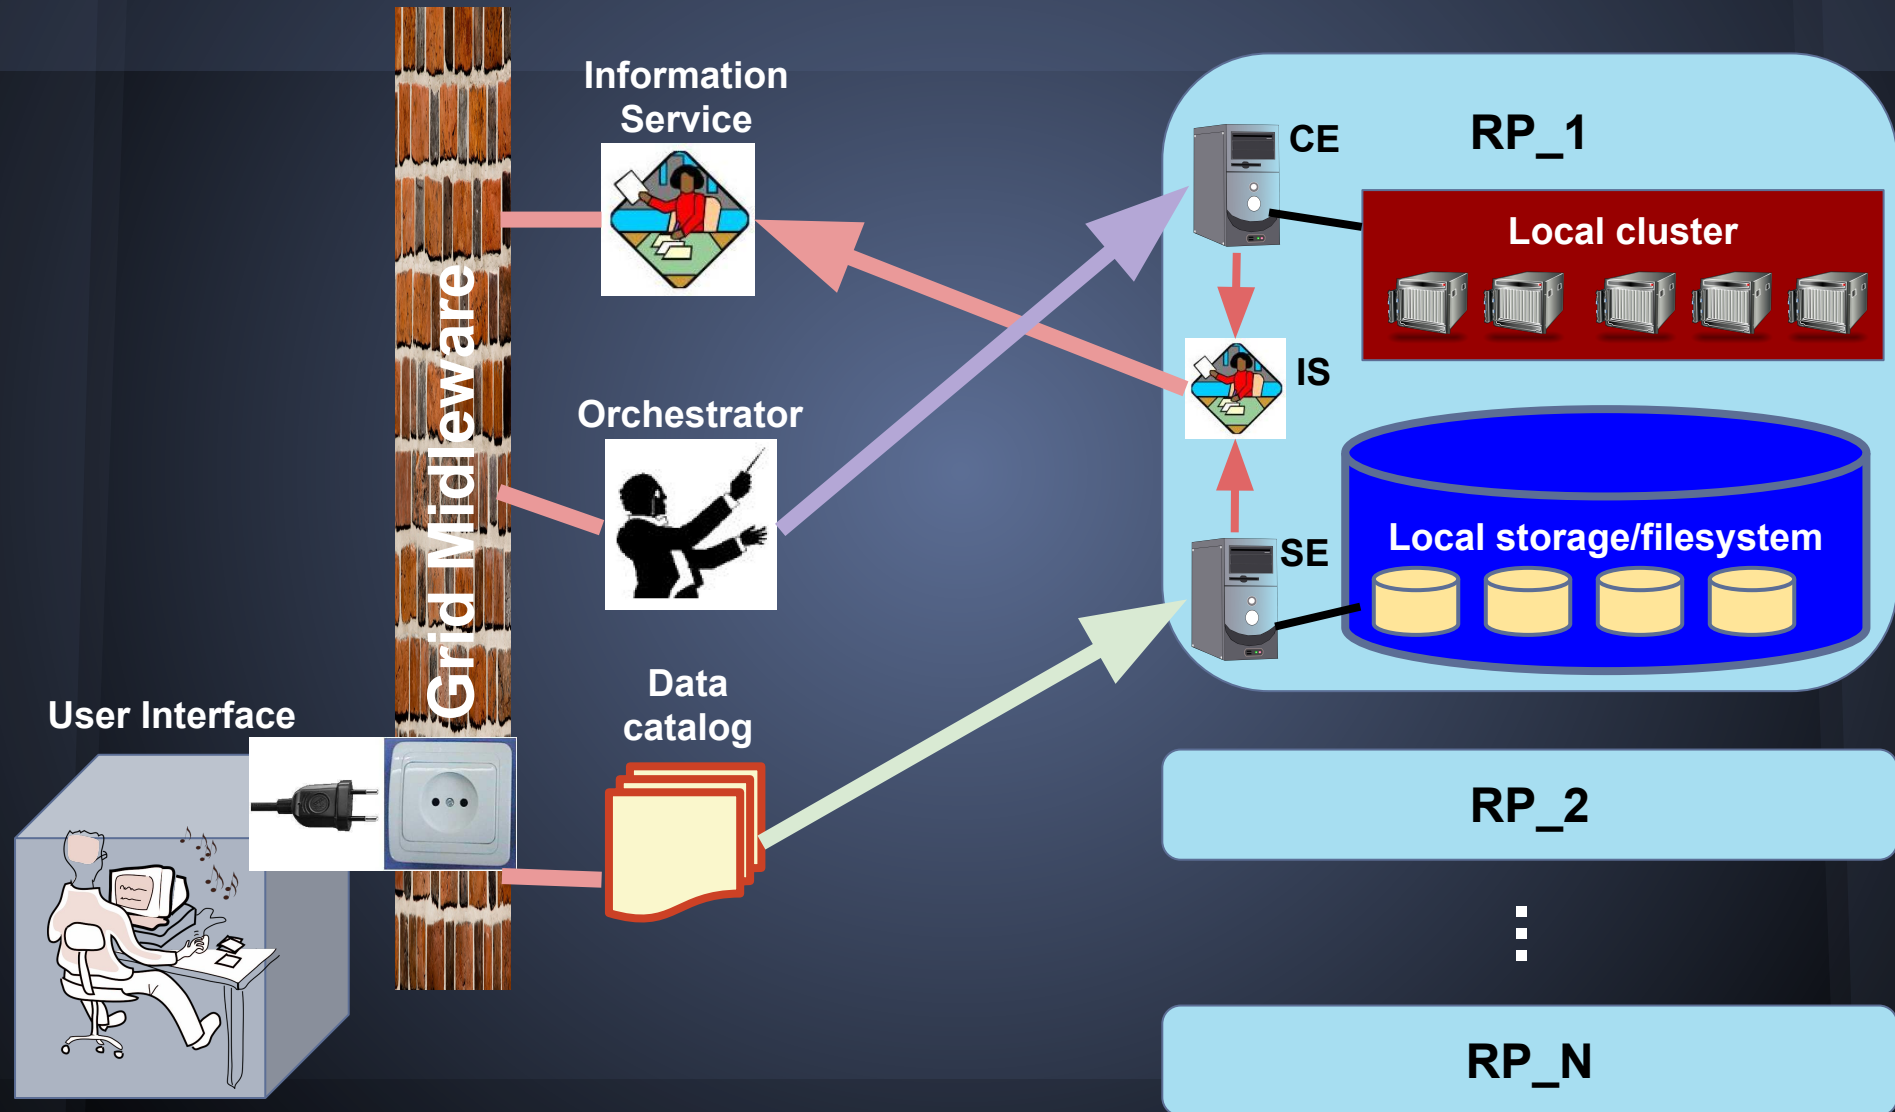 Information
Service
CE
RP_1
Local cluster
IS
Orchestrator
Grid Midleware
Local storage/filesystem
SE
Data
catalog
User Interface
RP_2
RP_N